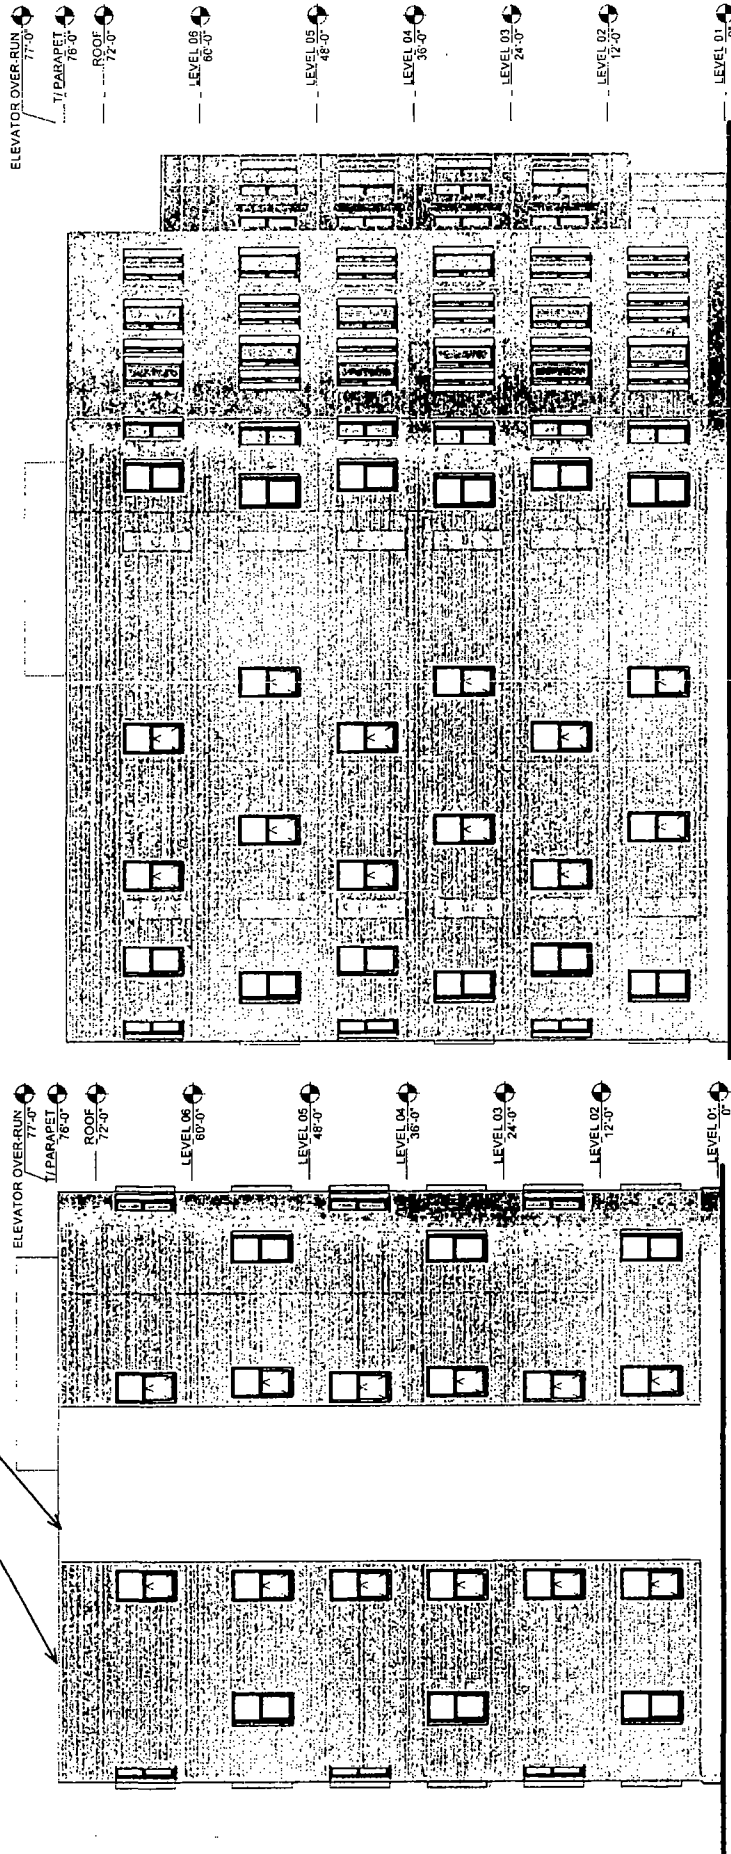 ELEVATOR OVER-RUN
77'-0"
T/ PARAPET
76'-0"
ROOF
72'-0"
LEVEL 06
60'-0"
LEVEL 05
48'-0"
LEVEL 04
36'-0"
LEVEL 03
24'-0"
LEVEL 02
12'-0"
LEVEL 01
ELEVATOR OVER-RUN
77'-0"
T/ PARAPET
76'-0"
ROOF
72'-0"
LEVEL 06
60'-0"
LEVEL 05
48'-0"
LEVEL 04
36'-0"
LEVEL 03
24'-0"
LEVEL 02
12'-0"
LEVEL 01
0"